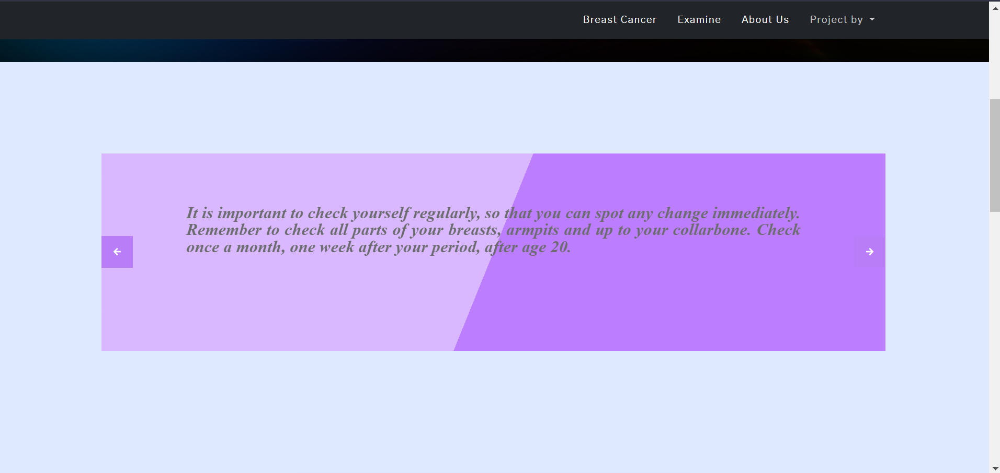 Breast Cancer Examine About Us Project by
It is important to check yourself regularly, so that you can spot any change immediately.
Remember to check all parts of your breasts, armpits and up to your collarbone. Check
once a month, one week after your period, after age 20.